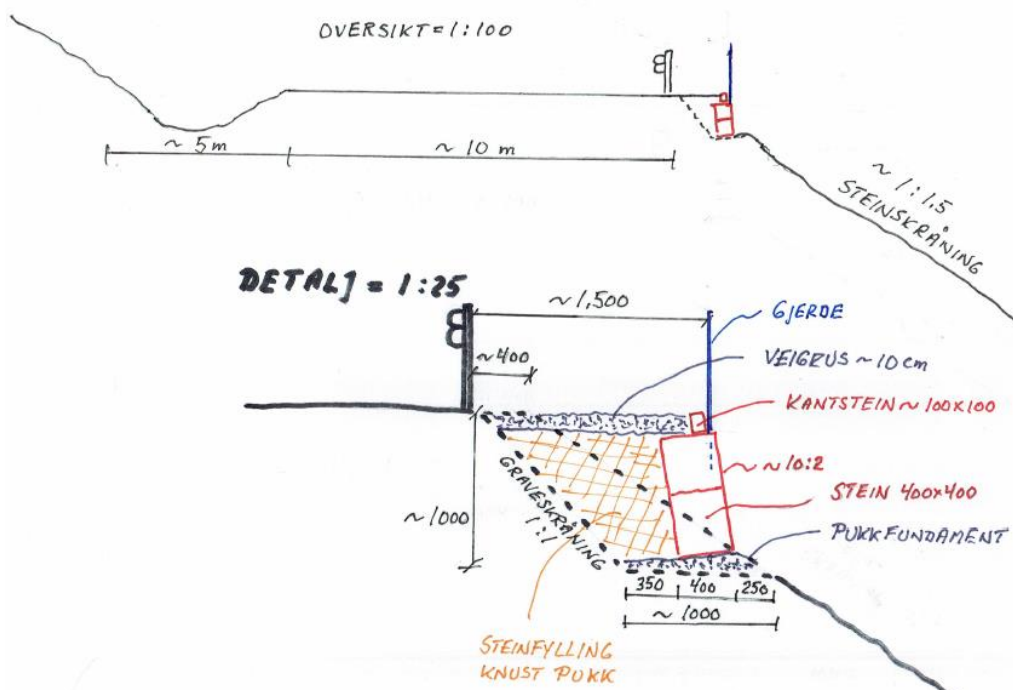 OVERSIKT = 1:100
~ 5 m
~ 10 m
~ 1:1.5
STEINSKRÅNING
DETALJ = 1:25
~1,500
GJERDE
~400
VEIGRUS ~ 10 cm
KANTSTEIN ~ 100x100
~ 10:2
GRAVESKRÅNING
1:1
~1000
STEIN 400x400
PUKKFUNDAMENT
350
400
250
~ 1000
STEINFYLLING
KNUST PUKK